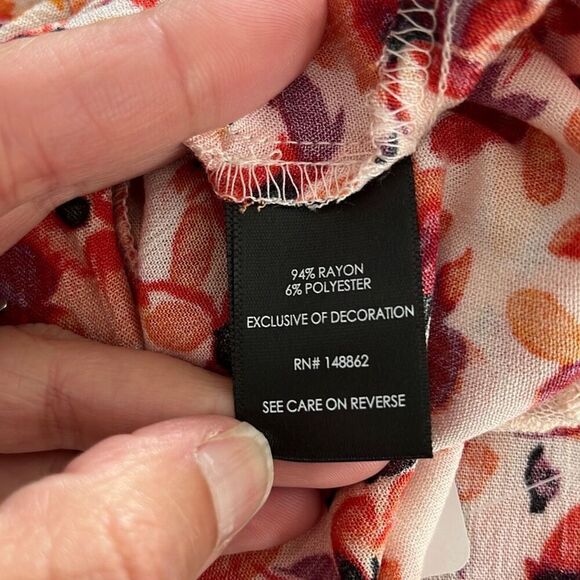 94% RAYON
6% POLYESTER
EXCLUSIVE OF DECORATION
RN# 148862
SEE CARE ON REVERSE